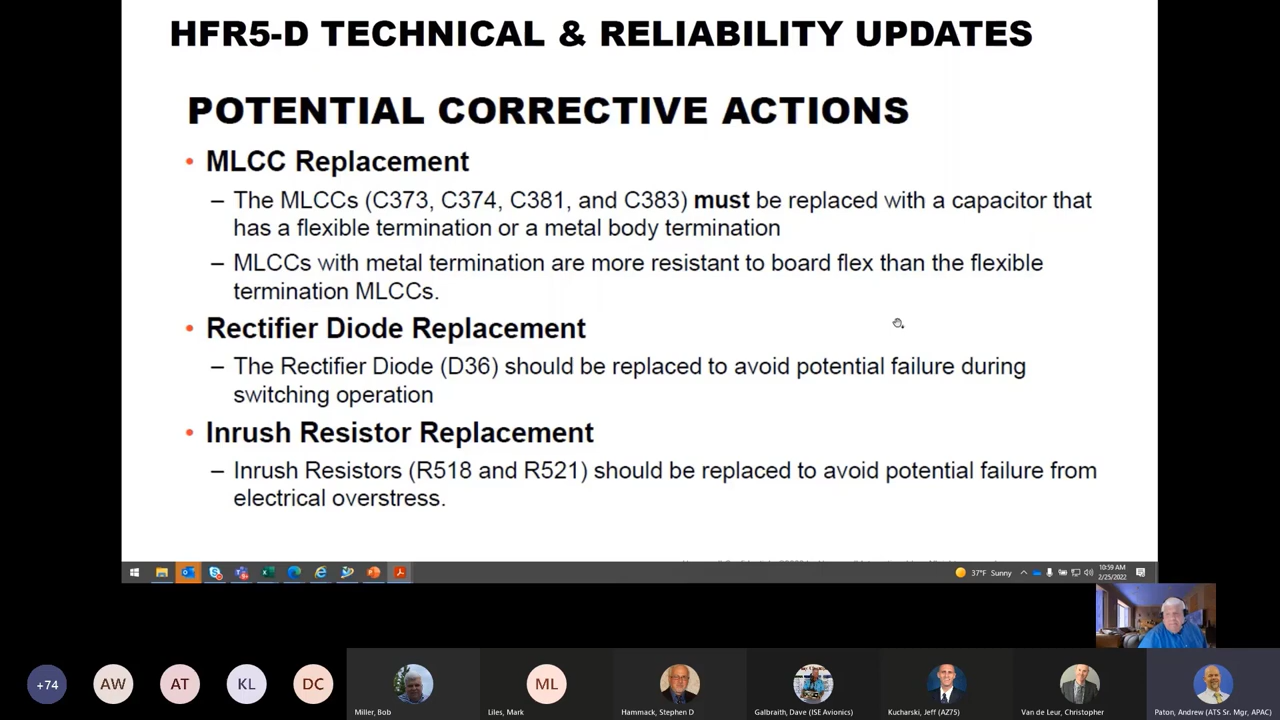 HFR5-D TECHNICAL & RELIABILITY UPDATES
POTENTIAL CORRECTIVE ACTIONS
• MLCC Replacement
– The MLCCs (C373, C374, C381, and C383) must be replaced with a capacitor that
has a flexible termination or a metal body termination
– MLCCs with metal termination are more resistant to board flex than the flexible
termination MLCCs.
• Rectifier Diode Replacement
– The Rectifier Diode (D36) should be replaced to avoid potential failure during
switching operation
• Inrush Resistor Replacement
– Inrush Resistors (R518 and R521) should be replaced to avoid potential failure from
electrical overstress.
37°F Sunny
10:59 AM
2/25/2022
+74
AW
AT
KL
DC
ML
Miller, Bob
Liles, Mark
Hammack, Stephen D
Galbraith, Dave (ISE Avionics)
Kucharski, Jeff (AZ75)
Van de Leur, Christopher
Paton, Andrew (ATS Sr. Mgr, APAC)